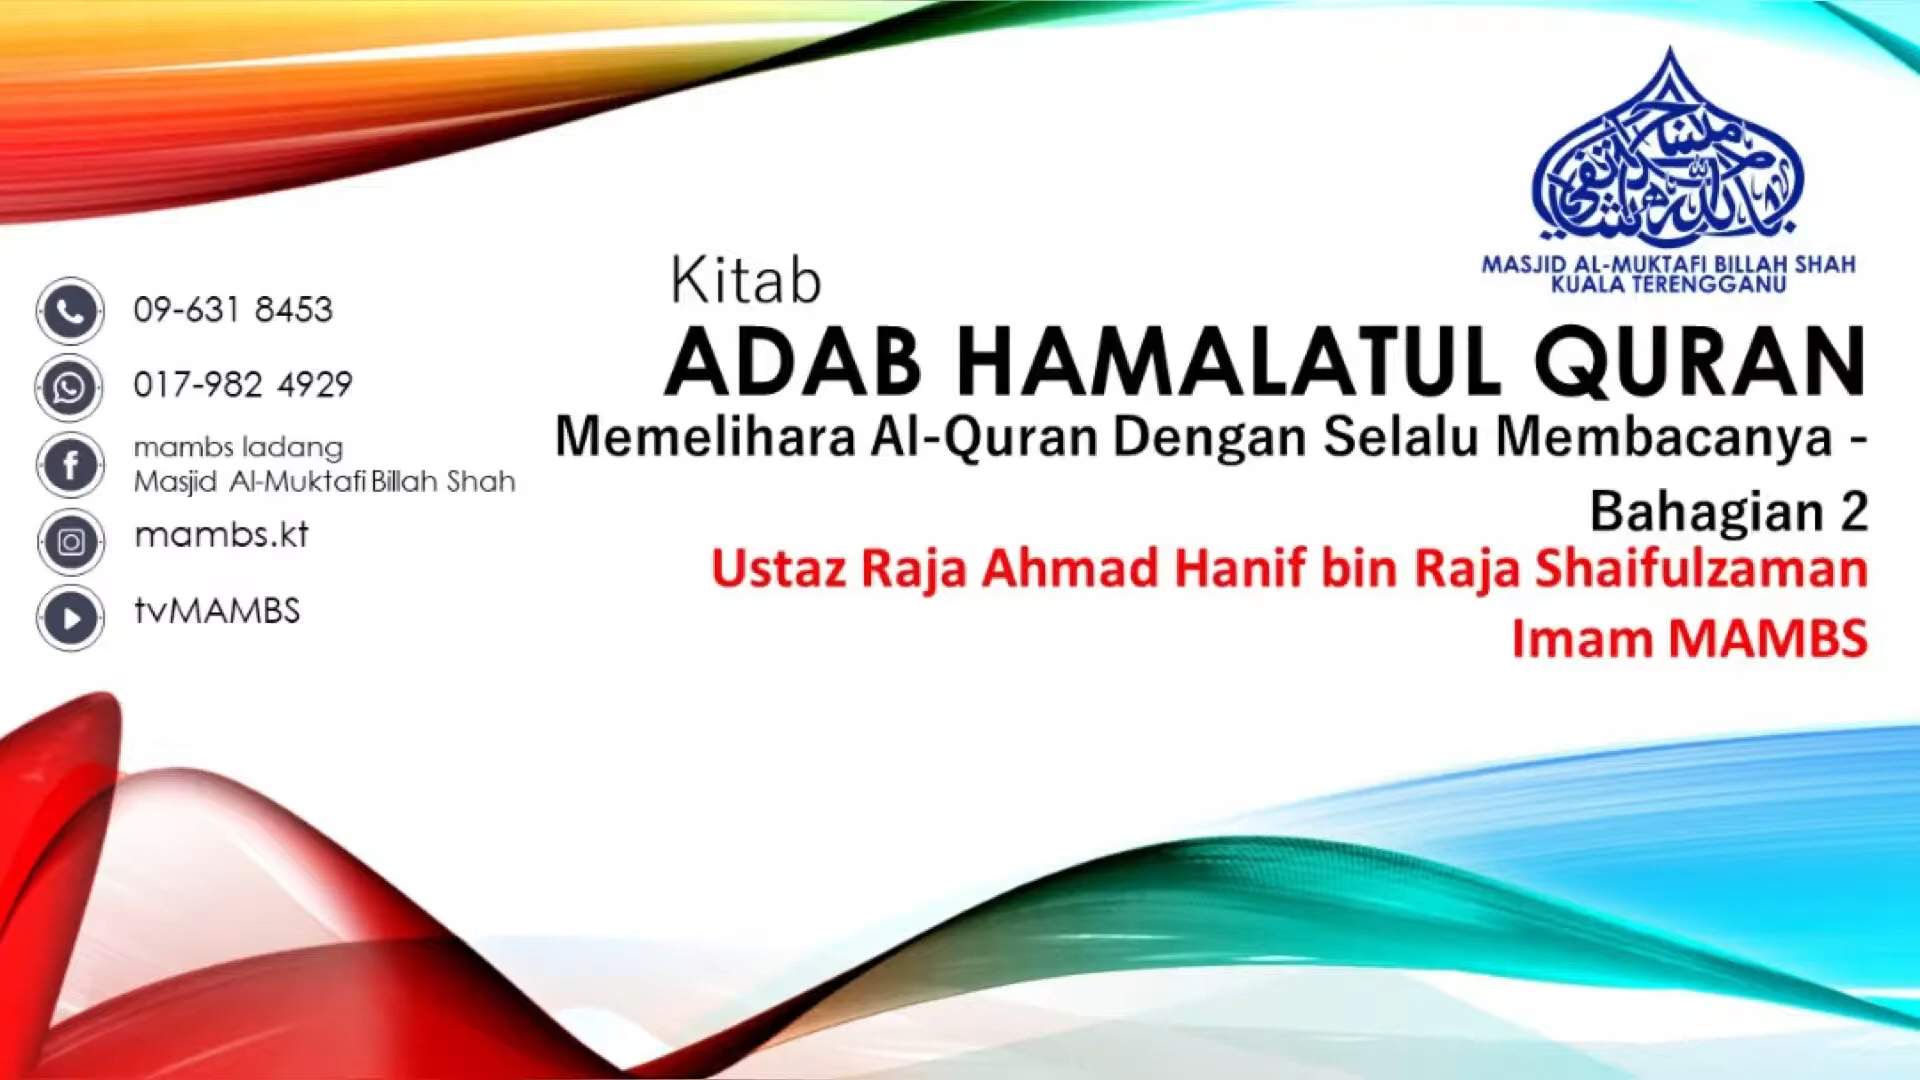 MASJID AL-MUKTAFI BILLAH SHAH
KUALA TERENGGANU
09-631 8453
017-982 4929
mambs ladang
Masjid Al-Muktafi Billah Shah
mambs.kt
tvMAMBS
Kitab
ADAB HAMALATUL QURAN
Memelihara Al-Quran Dengan Selalu Membacanya -
Bahagian 2
Ustaz Raja Ahmad Hanif bin Raja Shaifulzaman
Imam MAMBS